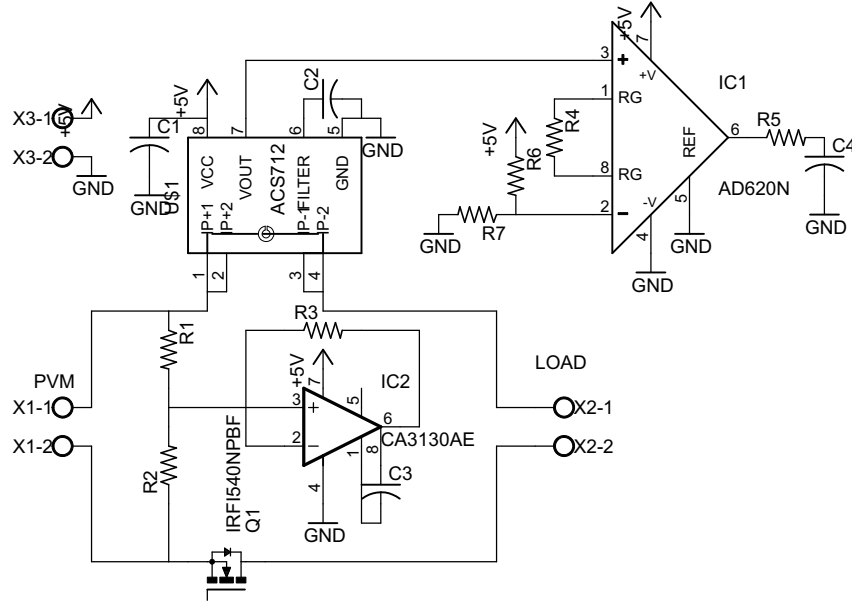 +5V
7
3
+
+V
IC1
1
RG
R4
8
RG
REF
6
R5
C4
2
-V
AD620N
4
5
GND
GND
GND
X3-1
+5V
X3-2
GND
+5V
C1
GND
8
7
6
5
C2
GND
U$1
VCC
VOUT
ACS712
FILTER
GND
IP+1
IP+2
IP-1
IP-2
1
2
3
4
+5V
R6
GND
R7
R1
R3
PVM
X1-1
X1-2
R2
+5V
7
IC2
3
+
5
6
2
−
CA3130AE
1
8
4
C3
GND
LOAD
X2-1
X2-2
IRFI540NPBF
Q1